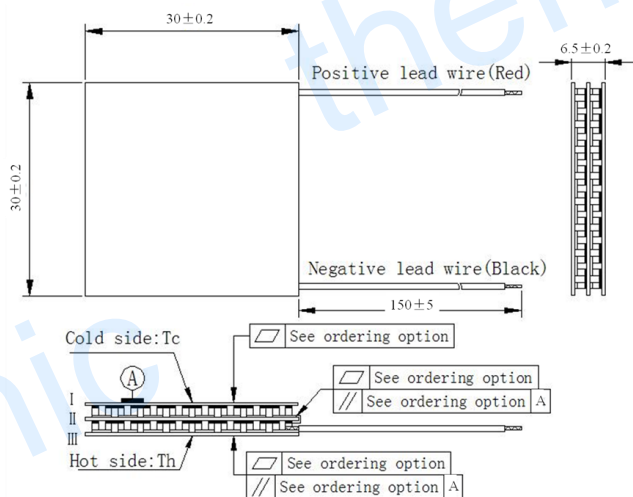 30±0.2
6.5±0.2
Positive lead wire(Red)
30±0.2
Negative lead wire(Black)
150±5
Cold side:Tc
See ordering option
A
See ordering option
// See ordering option A
I
II
III
Hot side:Th
See ordering option
// See ordering option A